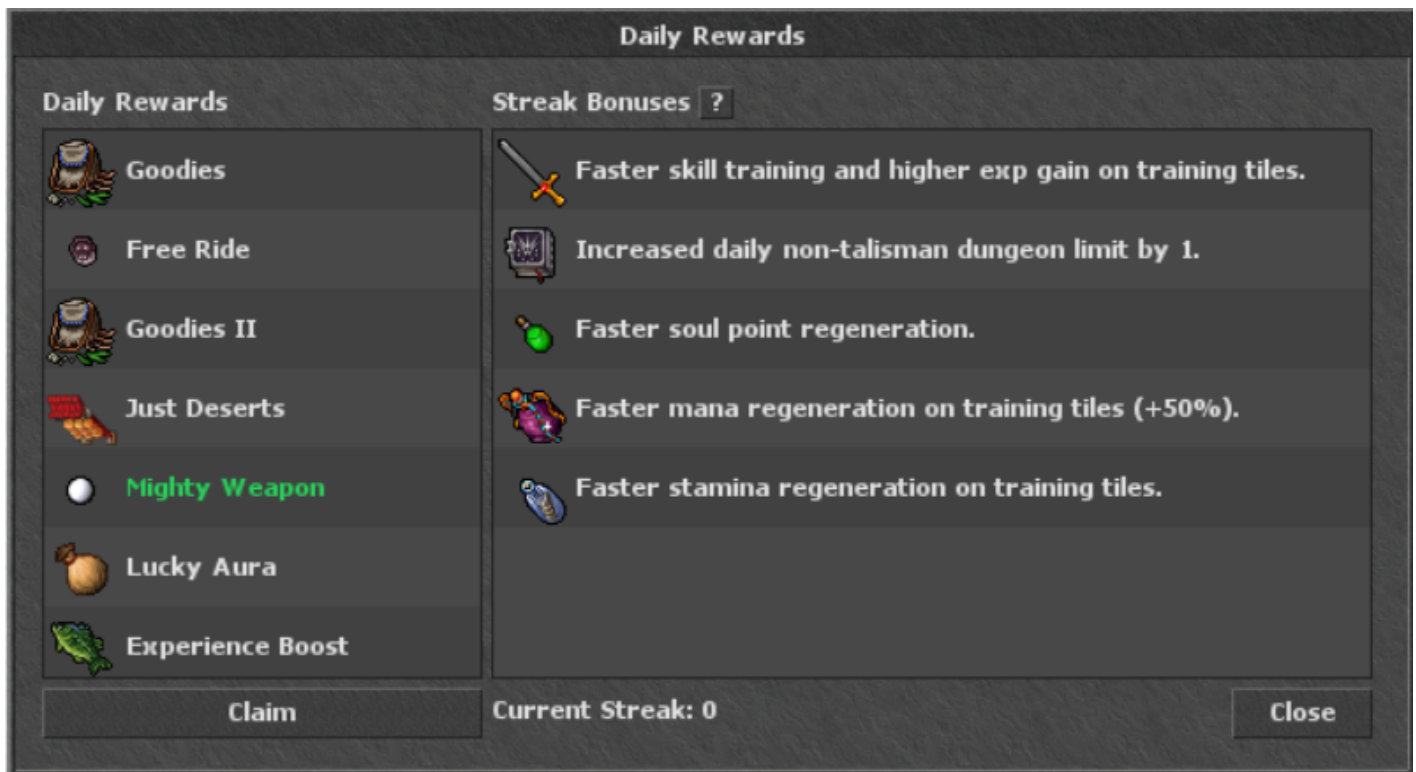 Daily Rewards
Daily Rewards
Goodies
Free Ride
Goodies II
Just Deserts
Mighty Weapon
Lucky Aura
Experience Boost
Claim
Streak Bonuses ?
Faster skill training and higher exp gain on training tiles.
Increased daily non-talisman dungeon limit by 1.
Faster soul point regeneration.
Faster mana regeneration on training tiles (+50%).
Faster stamina regeneration on training tiles.
Current Streak: 0
Close